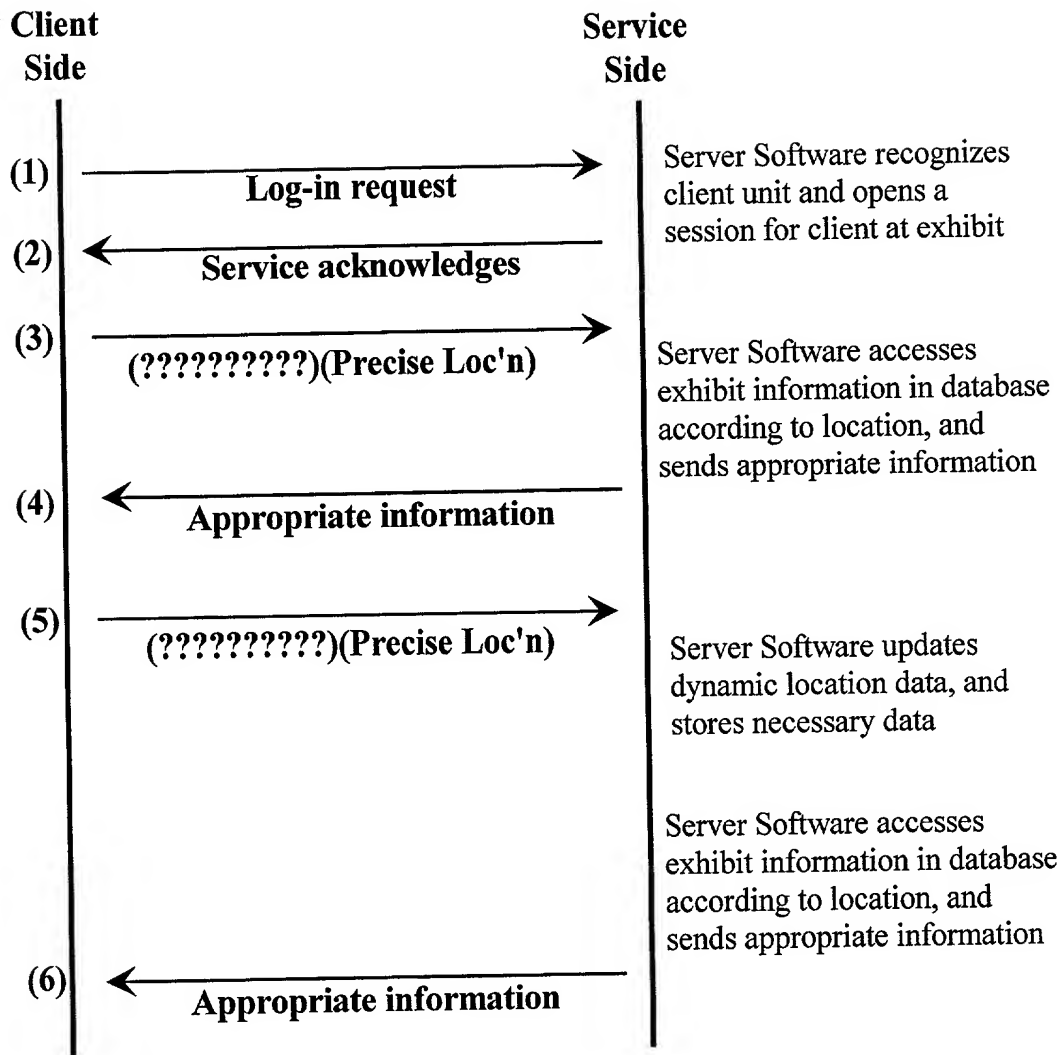 Client
Side
Service
Side
(1)
Log-in request
Server Software recognizes
client unit and opens a
session for client at exhibit
(2)
Service acknowledges
(3)
(??????????)(Precise Loc'n)
Server Software accesses
exhibit information in database
according to location, and
sends appropriate information
(4)
Appropriate information
(5)
(??????????)(Precise Loc'n)
Server Software updates
dynamic location data, and
stores necessary data
Server Software accesses
exhibit information in database
according to location, and
sends appropriate information
(6)
Appropriate information